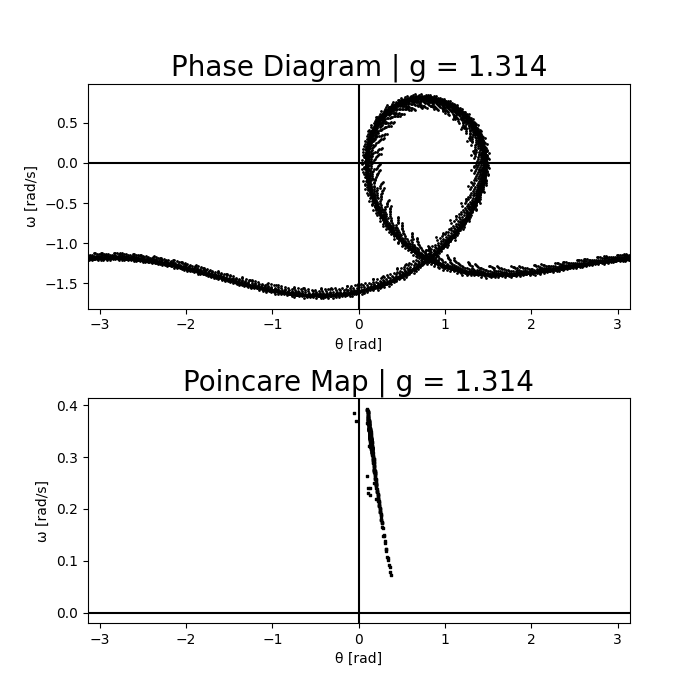 Phase Diagram | g = 1.314
0.5
0.0
−0.5
−1.0
−1.5
ω [rad/s]
−3 −2 −1 0 1 2 3
θ [rad]
Poincare Map | g = 1.314
0.4
0.3
0.2
0.1
0.0
ω [rad/s]
−3 −2 −1 0 1 2 3
θ [rad]